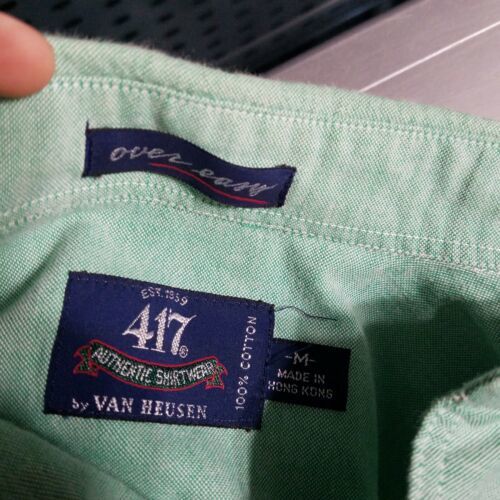 over easy
EST. 1959
417®
AUTHENTIC SHIRTWEAR
by VAN HEUSEN
100% COTTON
-M-
MADE IN
HONG KONG